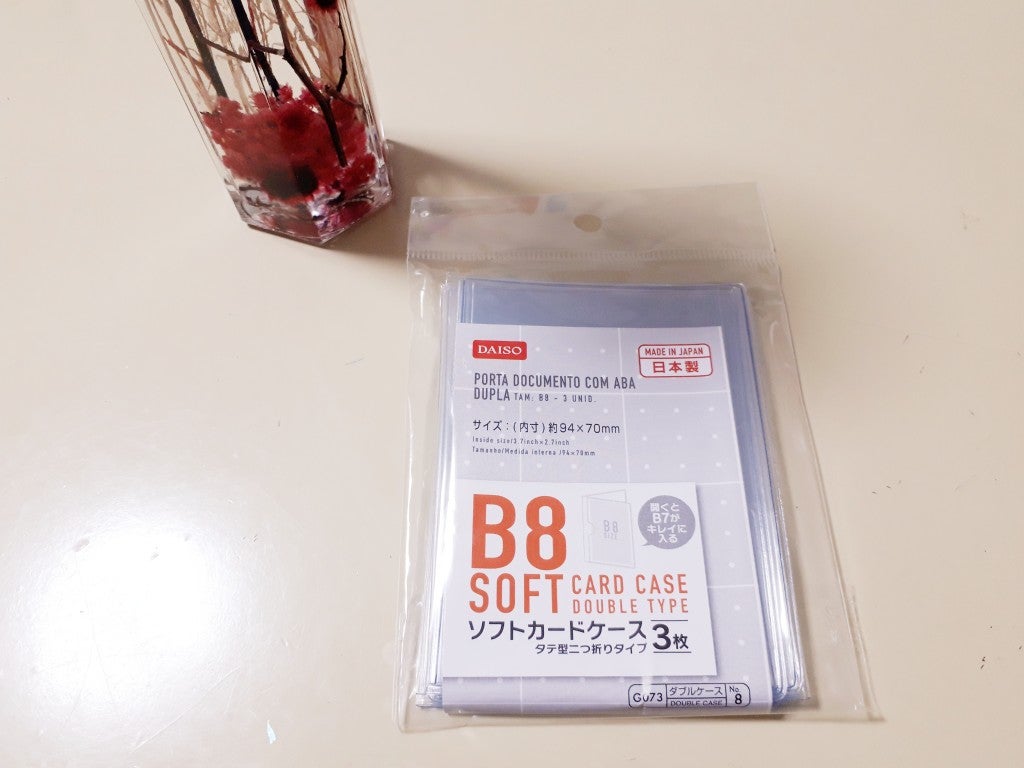 DAISO
MADE IN JAPAN
日本製
PORTA DOCUMENTO COM ABA
DUPLA TAM. B8 - 3 UNID.
サイズ:(内寸)約94×70mm
Inside size/3.7inch×2.7inch
Tamanho/Medida interna /94×70mm
B8
SOFT CARD CASE
DOUBLE TYPE
B8
SIZE
開くと
B7が
キレイに
入る
ソフトカードケース
タテ型二つ折りタイプ
3枚
G073
ダブルケース
DOUBLE CASE
No.
8